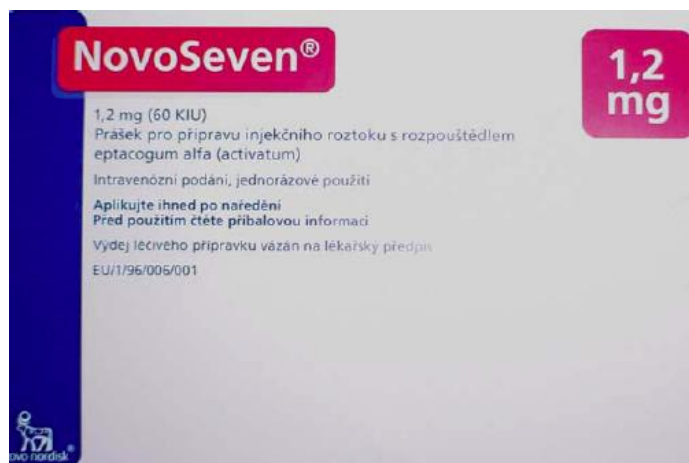 NovoSeven®
1,2
mg
1,2 mg (60 KIU)
Prášek pro přípravu injekčního roztoku s rozpouštědlem
eptacogum alfa (activatum)
Intravenózní podání, jednorázové použití
Aplikujte ihned po naředění
Před použitím čtěte příbalovou informaci
Výdej léčivého přípravku vázán na lékařský předpis
EU/1/96/006/001
novo nordisk®